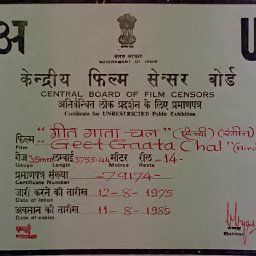 अ U
भारत सरकार
GOVERNMENT OF INDIA
केन्द्रीय फिल्म सेन्सर बोर्ड
CENTRAL BOARD OF FILM CENSORS
अनिर्बन्धित लोक प्रदर्शन के लिए प्रमाणपत्र
Certificate for UNRESTRICTED Public Exhibition
फिल्म "गीत गाता चल" (हिन्दी) (रंगीन)
Film "Geet Gaata Chal" (Hindi
गेज 35mm लम्बाई 3755.44 मीटर रील -14-
Gauge Length Metres Reels
प्रमाणपत्र संख्या -79174-
Certificate Number
जारी करने की तारीख 12-8-1975
Date of issue
अवसान की तारीख 11-8-1985
Date of expiry